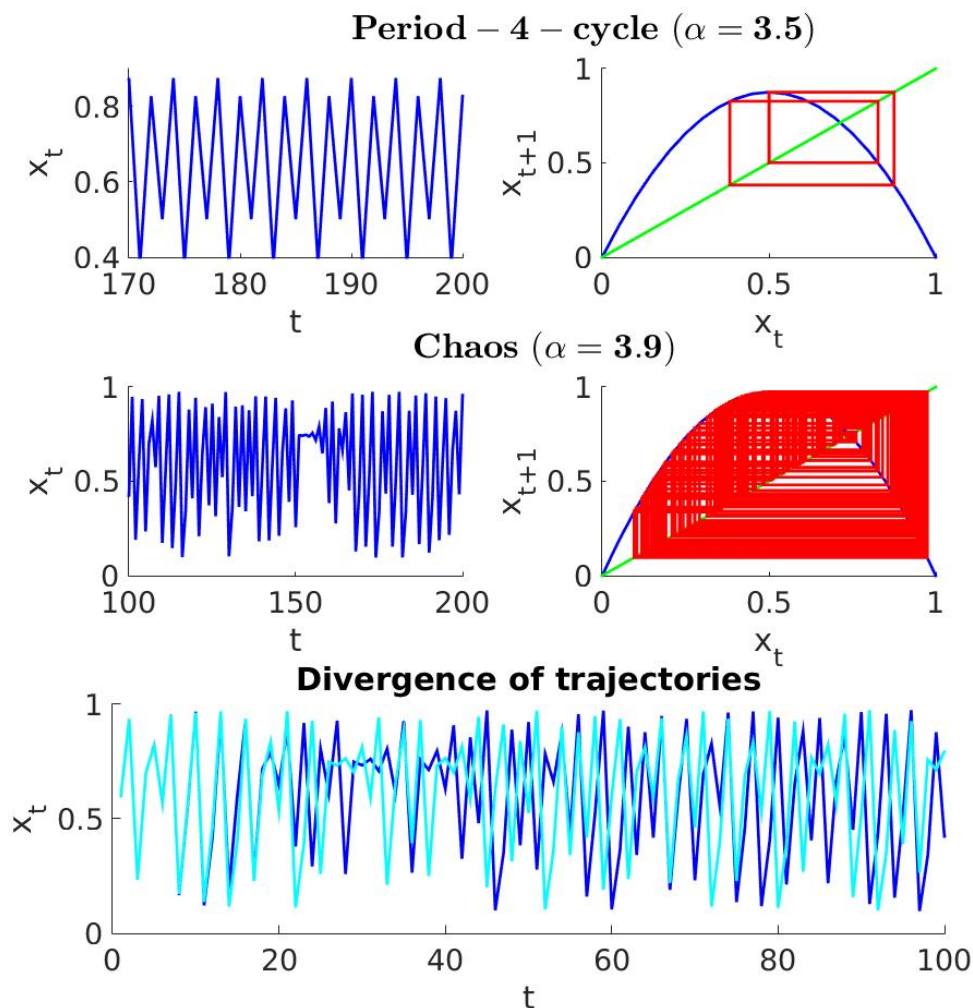 Period – 4 – cycle (α = 3.5)
0.8
0.6
0.4
x_t
170 180 190 200
t
1
0.5
0
x_{t+1}
0 0.5 1
x_t
Chaos (α = 3.9)
1
0.5
0
x_t
100 150 200
t
1
0.5
0
x_{t+1}
0 0.5 1
x_t
Divergence of trajectories
1
0.5
0
x_t
0 20 40 60 80 100
t